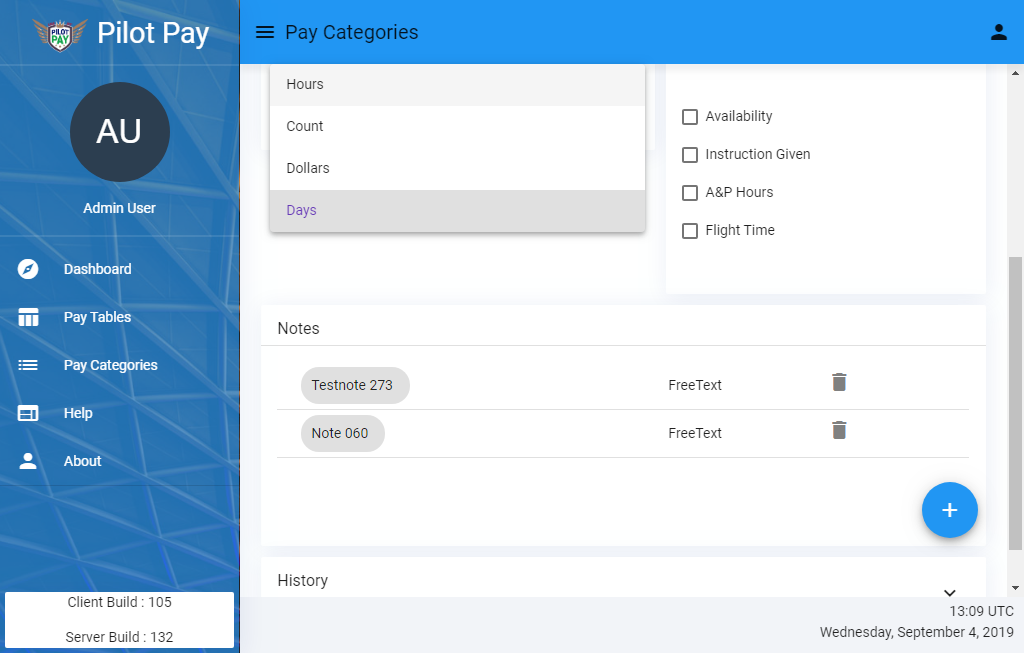 PILOT PAY
Pilot Pay
AU
Admin User
Dashboard
Pay Tables
Pay Categories
Help
About
Client Build : 105
Server Build : 132
Pay Categories
Hours
Count
Dollars
Days
Availability
Instruction Given
A&P Hours
Flight Time
Notes
Testnote 273 FreeText
Note 060 FreeText
+
History
13:09 UTC
Wednesday, September 4, 2019